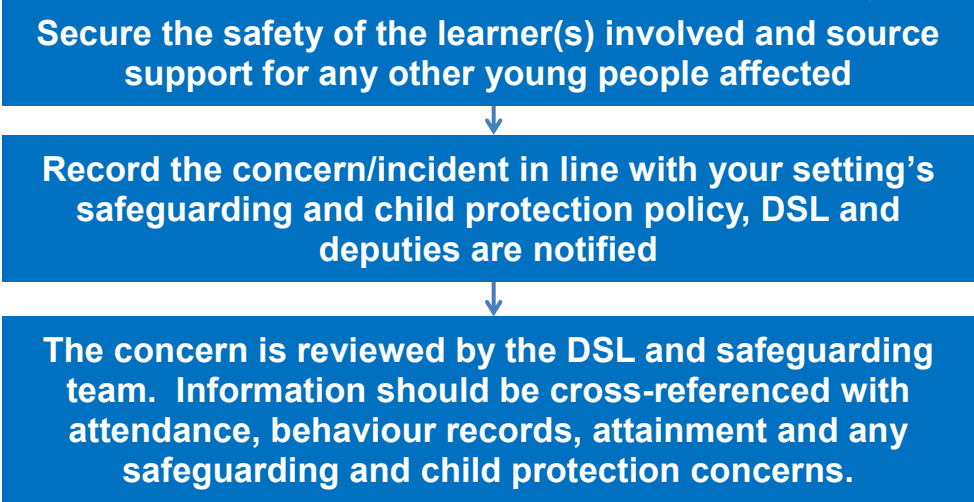 Secure the safety of the learner(s) involved and source
support for any other young people affected
Record the concern/incident in line with your setting’s
safeguarding and child protection policy, DSL and
deputies are notified
The concern is reviewed by the DSL and safeguarding
team.  Information should be cross-referenced with
attendance, behaviour records, attainment and any
safeguarding and child protection concerns.